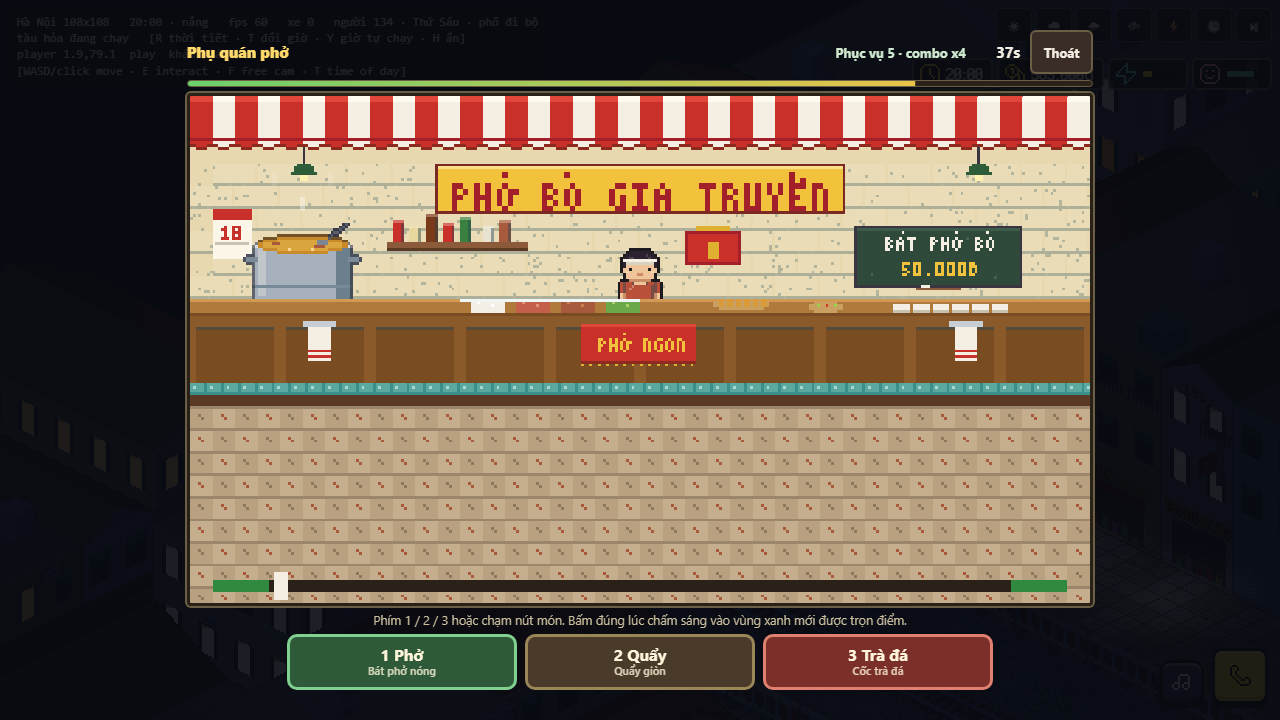 Hà Nội 108x108 20:00 · nắng fps 60 xe 0 người 134 · Thứ Sáu · phố đi bộ
tàu hỏa đang chạy [R thời tiết · T đổi giờ · Y giờ tự chạy · H ẩn]
player 1.9,79.1 play
[WASD/click move · E interact · F free cam · T time of day]
Phụ quán phở
Phục vụ 5 · combo x4
37s
Thoát
20:00
PHỞ BÒ GIA TRUYỀN
18
BÁT PHỞ BÒ
50.000Đ
PHỞ NGON
Phím 1 / 2 / 3 hoặc chạm nút món. Bấm đúng lúc chấm sáng vào vùng xanh mới được trọn điểm.
1 Phở
Bát phở nóng
2 Quẩy
Quẩy giòn
3 Trà đá
Cốc trà đá